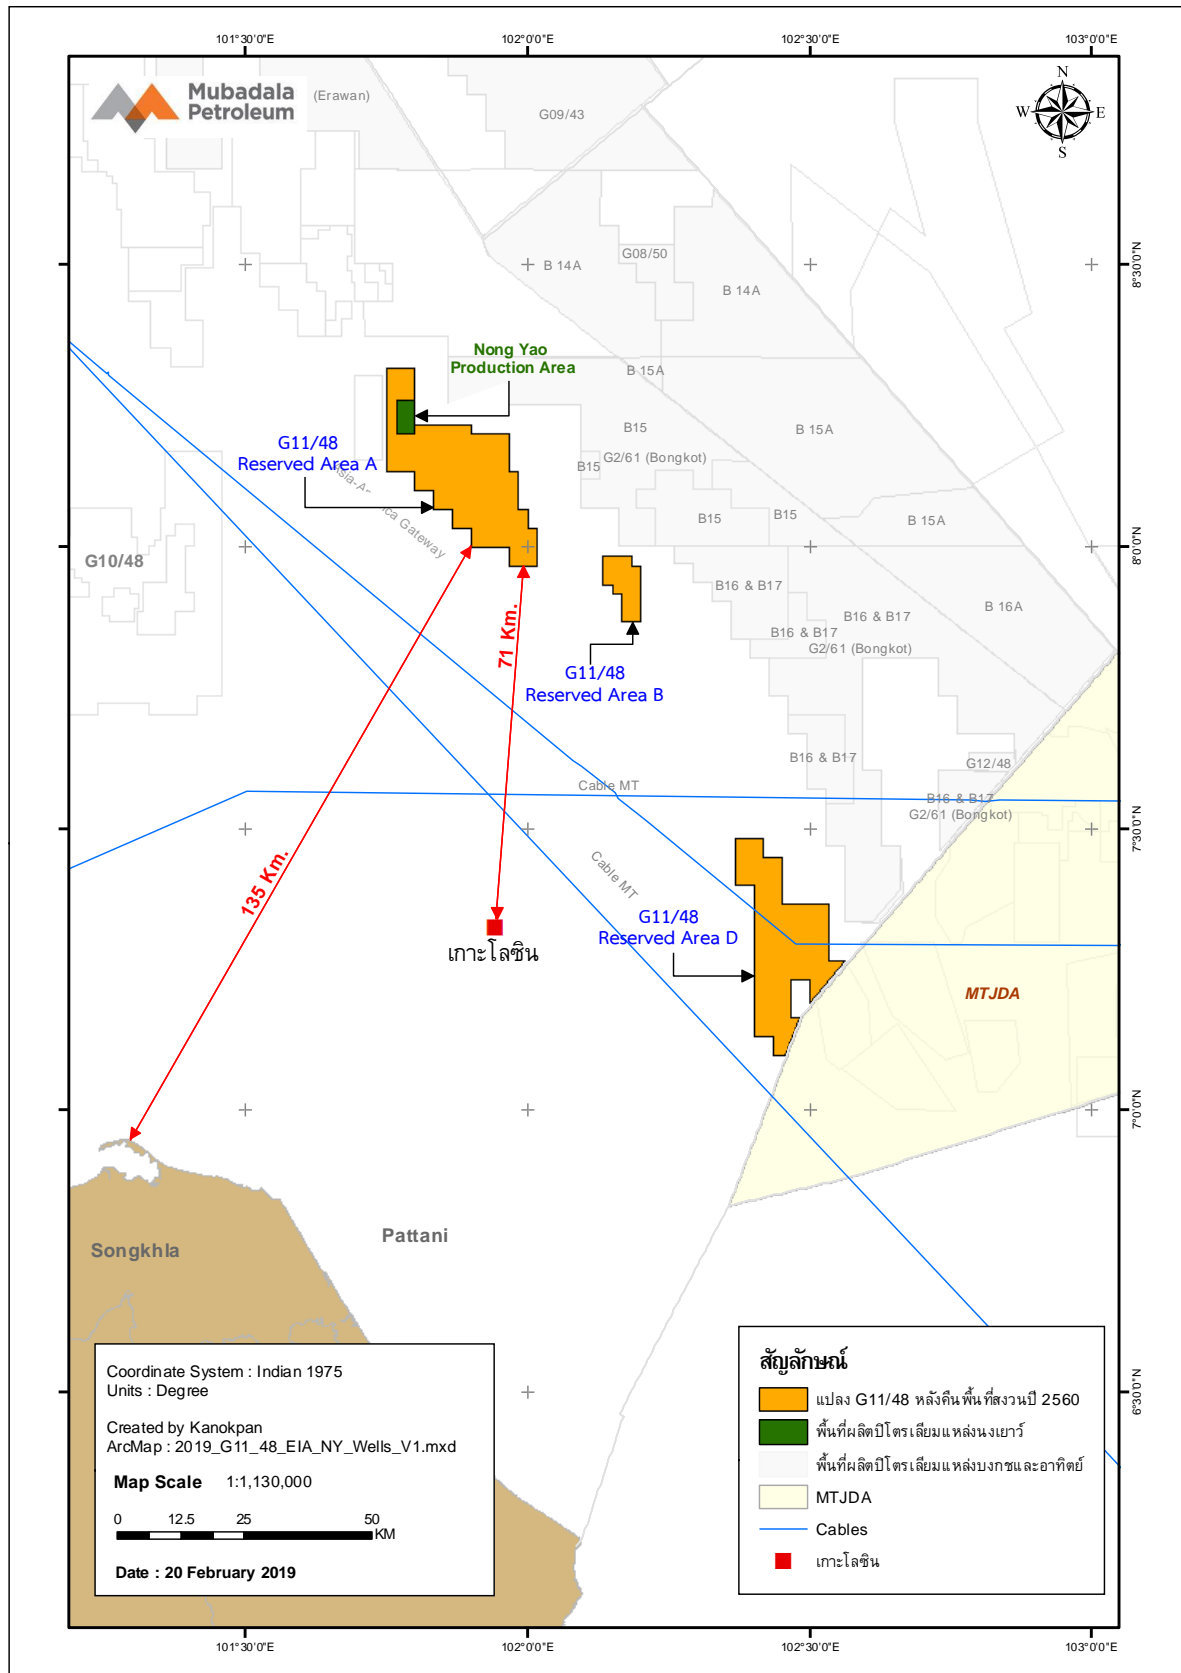 101°30'0"E
102°0'0"E
102°30'0"E
103°0'0"E
Mubadala
Petroleum
(Erawan)
G09/43
N
W
E
S
G08/50
B 14A
B 14A
8°30'0"N
Nong Yao
Production Area
B 15A
B15
B 15A
G2/61 (Bongkot)
B15
G11/48
Reserved Area A
Asia-A
ica Gateway
B15
B15
B 15A
G10/48
8°0'0"N
B16 & B17
B16 & B17
B 16A
B16 & B17
G2/61 (Bongkot)
71 Km.
G11/48
Reserved Area B
B16 & B17
G12/48
Cable MT
B16 & B17
G2/61 (Bongkot)
7°30'0"N
135 Km.
Cable MT
G11/48
Reserved Area D
เกาะโลซิน
MTJDA
7°0'0"N
Pattani
Songkhla
6°30'0"N
Coordinate System : Indian 1975
Units : Degree
Created by Kanokpan
ArcMap : 2019_G11_48_EIA_NY_Wells_V1.mxd
Map Scale 1:1,130,000
0 12.5 25 50
KM
Date : 20 February 2019
สัญลักษณ์
แปลง G11/48 หลังคืนพื้นที่สงวนปี 2560
พื้นที่ผลิตปิโตรเลียมแหล่งนงเยาว์
พื้นที่ผลิตปิโตรเลียมแหล่งบงกชและอาทิตย์
MTJDA
Cables
เกาะโลซิน
101°30'0"E
102°0'0"E
102°30'0"E
103°0'0"E